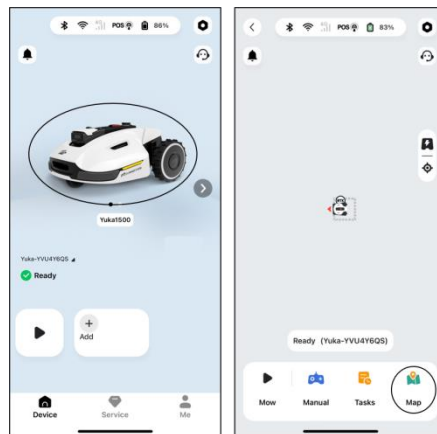 POS 86%
Yuka1500
Yuka-YVU4Y6QS
Ready
Add
Device Service Me
POS 83%
Ready (Yuka-YVU4Y6QS)
Mow Manual Tasks Map